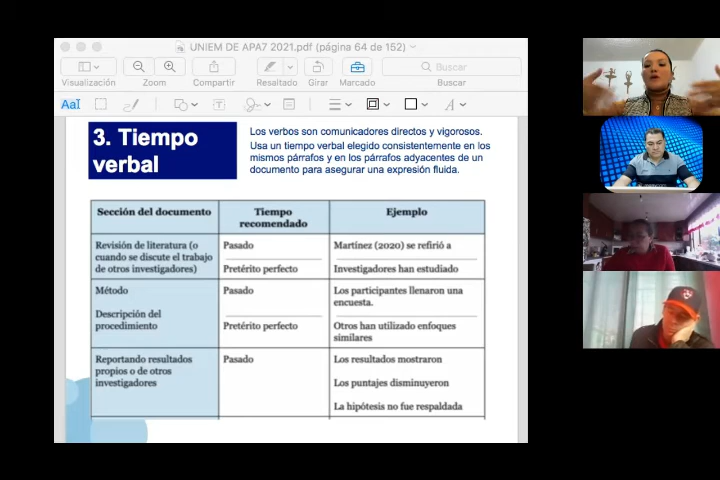 UNIEM DE APA7 2021.pdf (página 64 de 152)
Visualización
Zoom
Compartir
Resaltado
Girar
Marcado
Buscar
Buscar
AaI
3. Tiempo
verbal
Los verbos son comunicadores directos y vigorosos.
Usa un tiempo verbal elegido consistentemente en los
mismos párrafos y en los párrafos adyacentes de un
documento para asegurar una expresión fluida.
Sección del documento
Tiempo
recomendado
Ejemplo
Revisión de literatura (o
cuando se discute el trabajo
de otros investigadores)
Pasado
Martínez (2020) se refirió a
Pretérito perfecto
Investigadores han estudiado
Método
Descripción del
procedimiento
Pasado
Los participantes llenaron una
encuesta.
Pretérito perfecto
Otros han utilizado enfoques
similares
Reportando resultados
propios o de otros
investigadores
Pasado
Los resultados mostraron
Los puntajes disminuyeron
La hipótesis no fue respaldada